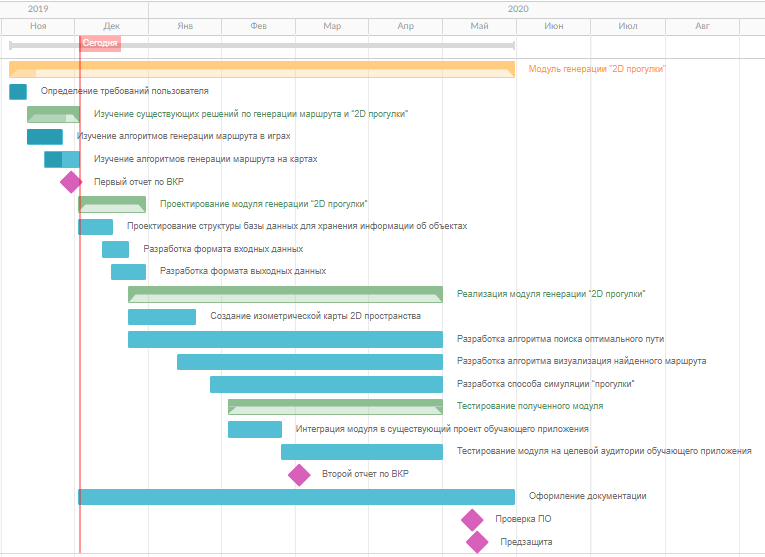 2019 2020
Ноя Дек Янв Фев Мар Апр Май Июн Июл Авг
Сегодня
Модуль генерации "2D прогулки"
Определение требований пользователя
Изучение существующих решений по генерации маршрута и "2D прогулки"
Изучение алгоритмов генерации маршрута в играх
Изучение алгоритмов генерации маршрута на картах
Первый отчет по ВКР
Проектирование модуля генерации "2D прогулки"
Проектирование структуры базы данных для хранения информации об объектах
Разработка формата входных данных
Разработка формата выходных данных
Реализация модуля генерации "2D прогулки"
Создание изометрической карты 2D пространства
Разработка алгоритма поиска оптимального пути
Разработка алгоритма визуализация найденного маршрута
Разработка способа симуляции "прогулки"
Тестирование полученного модуля
Интеграция модуля в существующий проект обучающего приложения
Тестирование модуля на целевой аудитории обучающего приложения
Второй отчет по ВКР
Оформление документации
Проверка ПО
Предзащита